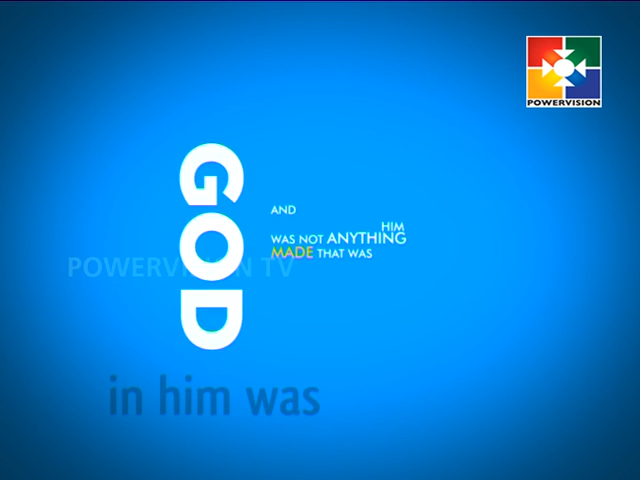 POWERVISION
GOD
AND
HIM
WAS NOT ANYTHING
MADE THAT WAS
POWERVISION TV
in him was